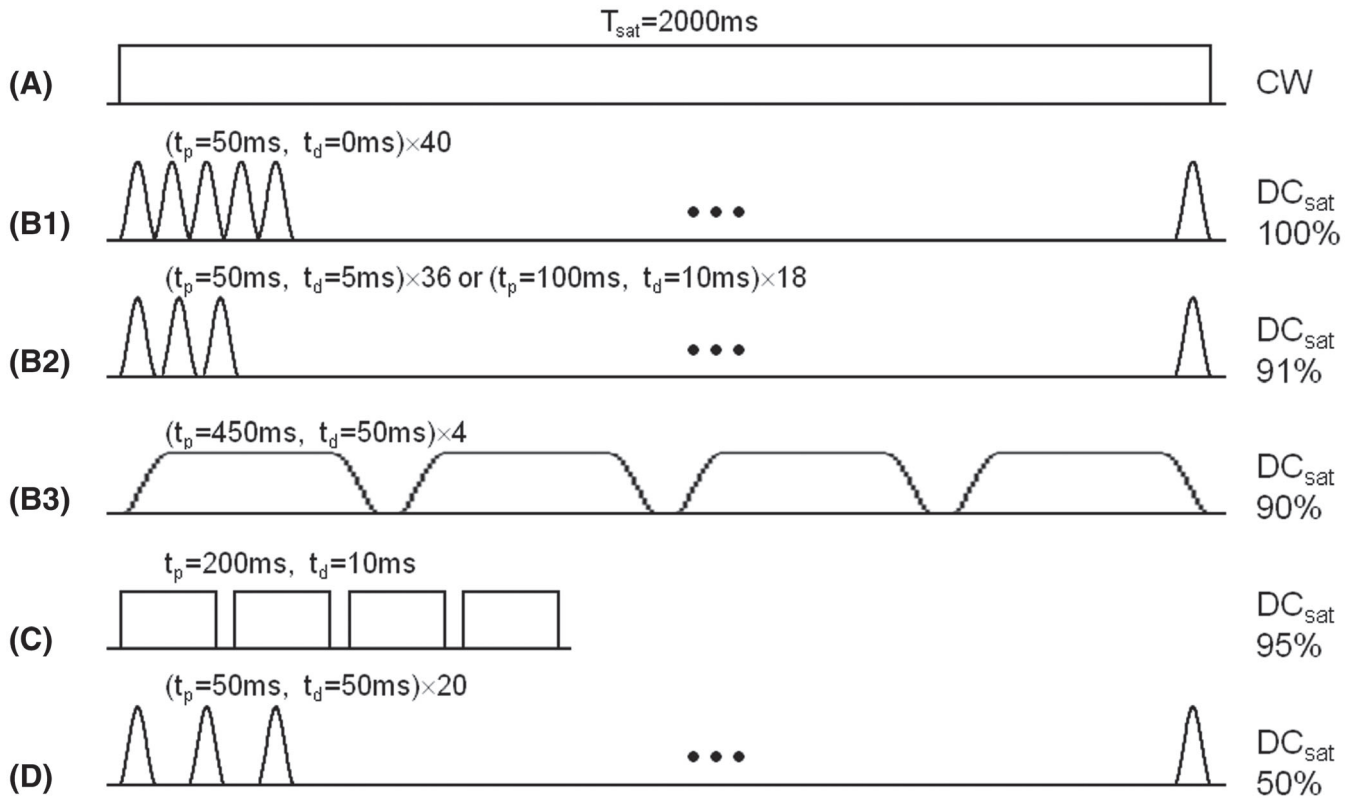 T_sat=2000ms
(A) CW
(t_p=50ms, t_d=0ms)×40
(B1) DC_sat 100%
(t_p=50ms, t_d=5ms)×36 or (t_p=100ms, t_d=10ms)×18
(B2) DC_sat 91%
(t_p=450ms, t_d=50ms)×4
(B3) DC_sat 90%
t_p=200ms, t_d=10ms
(C) DC_sat 95%
(t_p=50ms, t_d=50ms)×20
(D) DC_sat 50%